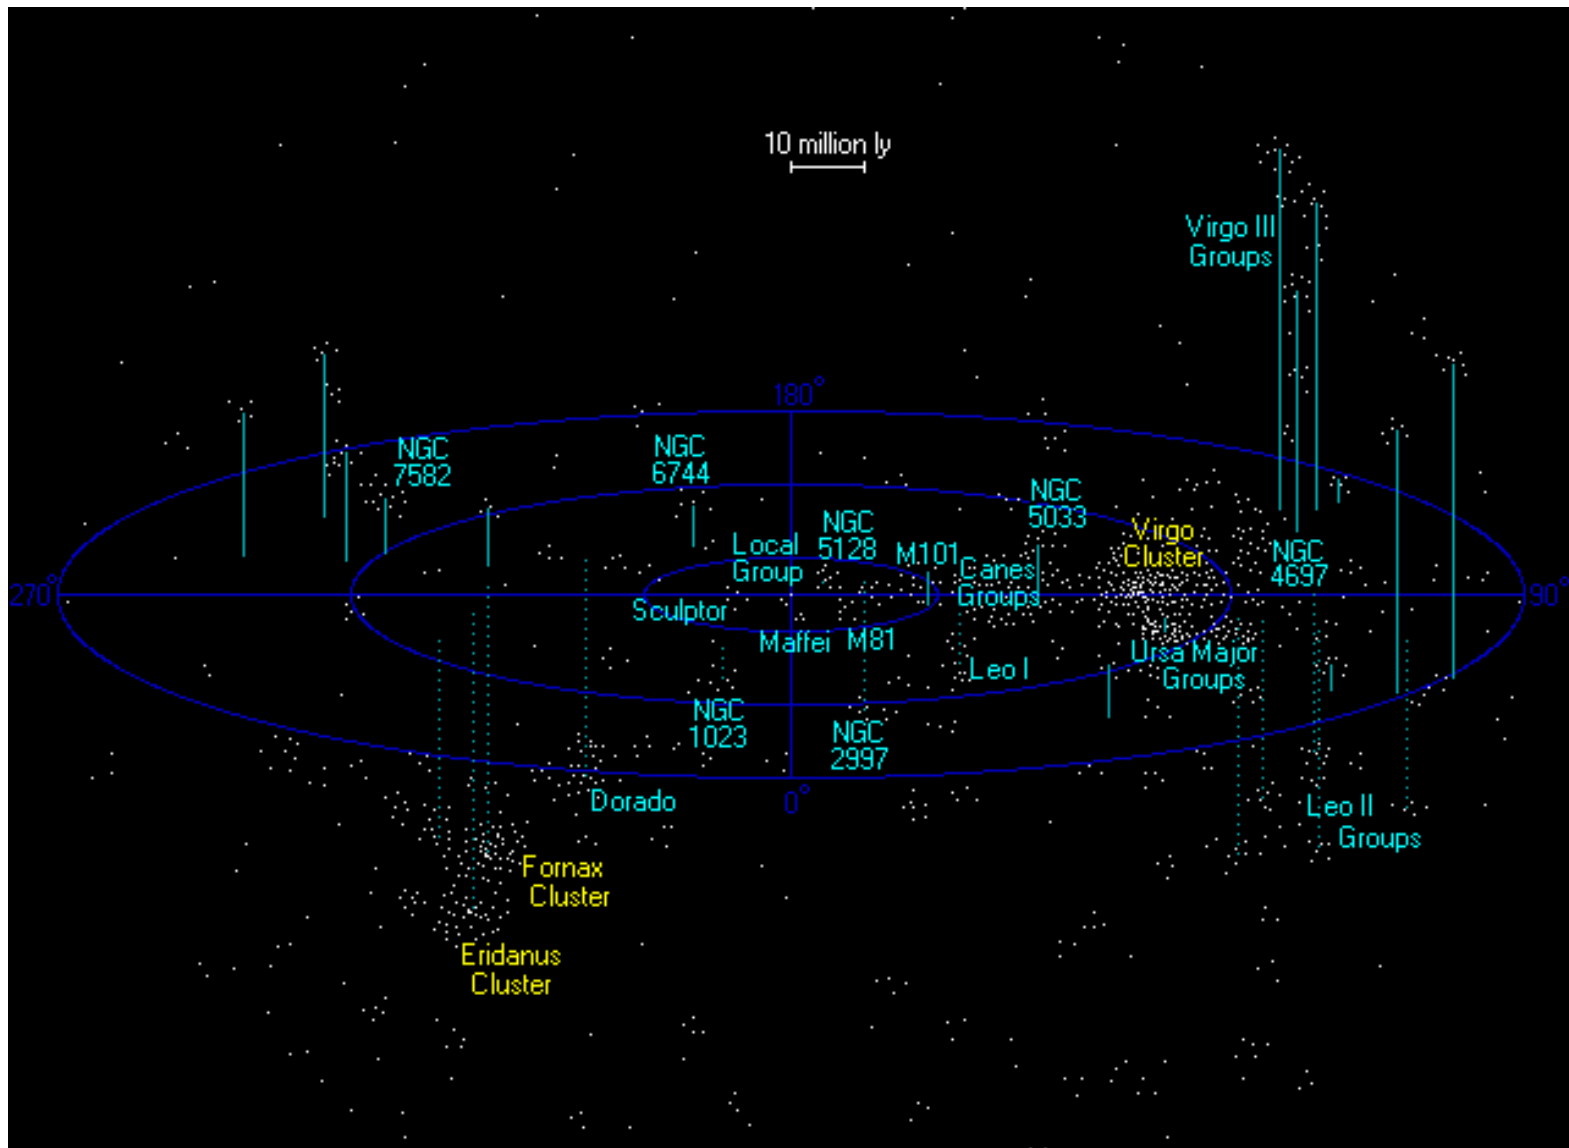 10 million ly
Virgo III
Groups
180°
NGC
7582
NGC
6744
NGC
5033
NGC
5128
Virgo
Cluster
Local
Group
M101
Canes
Groups
NGC
4697
270°
90°
Sculptor
Maffei
M81
Leo I
Ursa Major
Groups
NGC
1023
NGC
2997
Dorado
0°
Leo II
Groups
Fornax
Cluster
Eridanus
Cluster